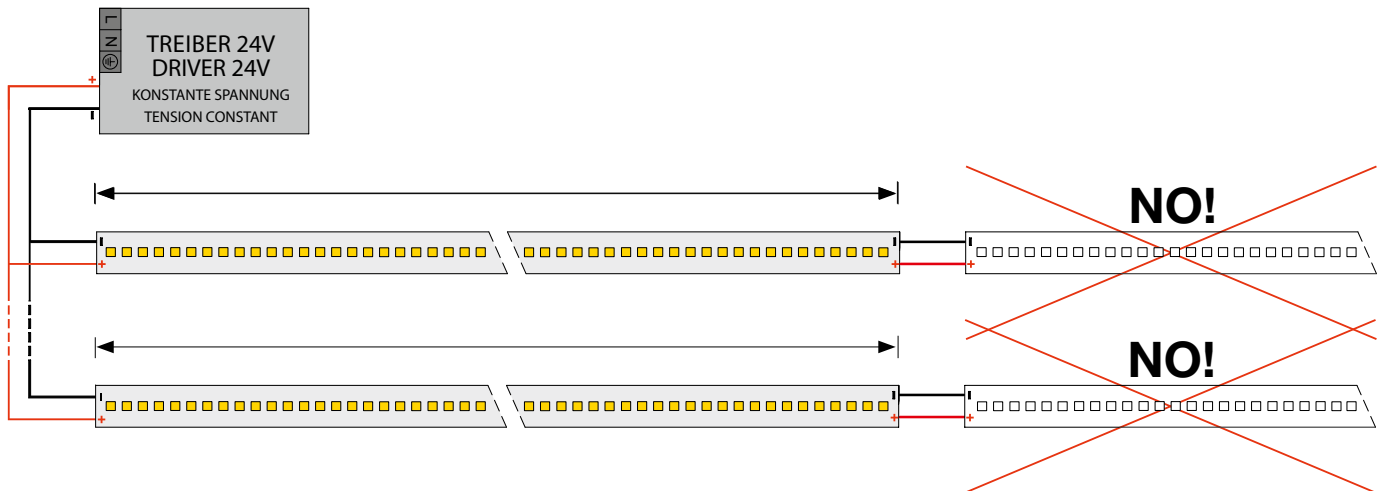 L
N
TREIBER 24V
DRIVER 24V
KONSTANTE SPANNUNG
TENSION CONSTANT
+
-
NO!
-
+
-
+
-
+
NO!
-
+
-
+
-
+